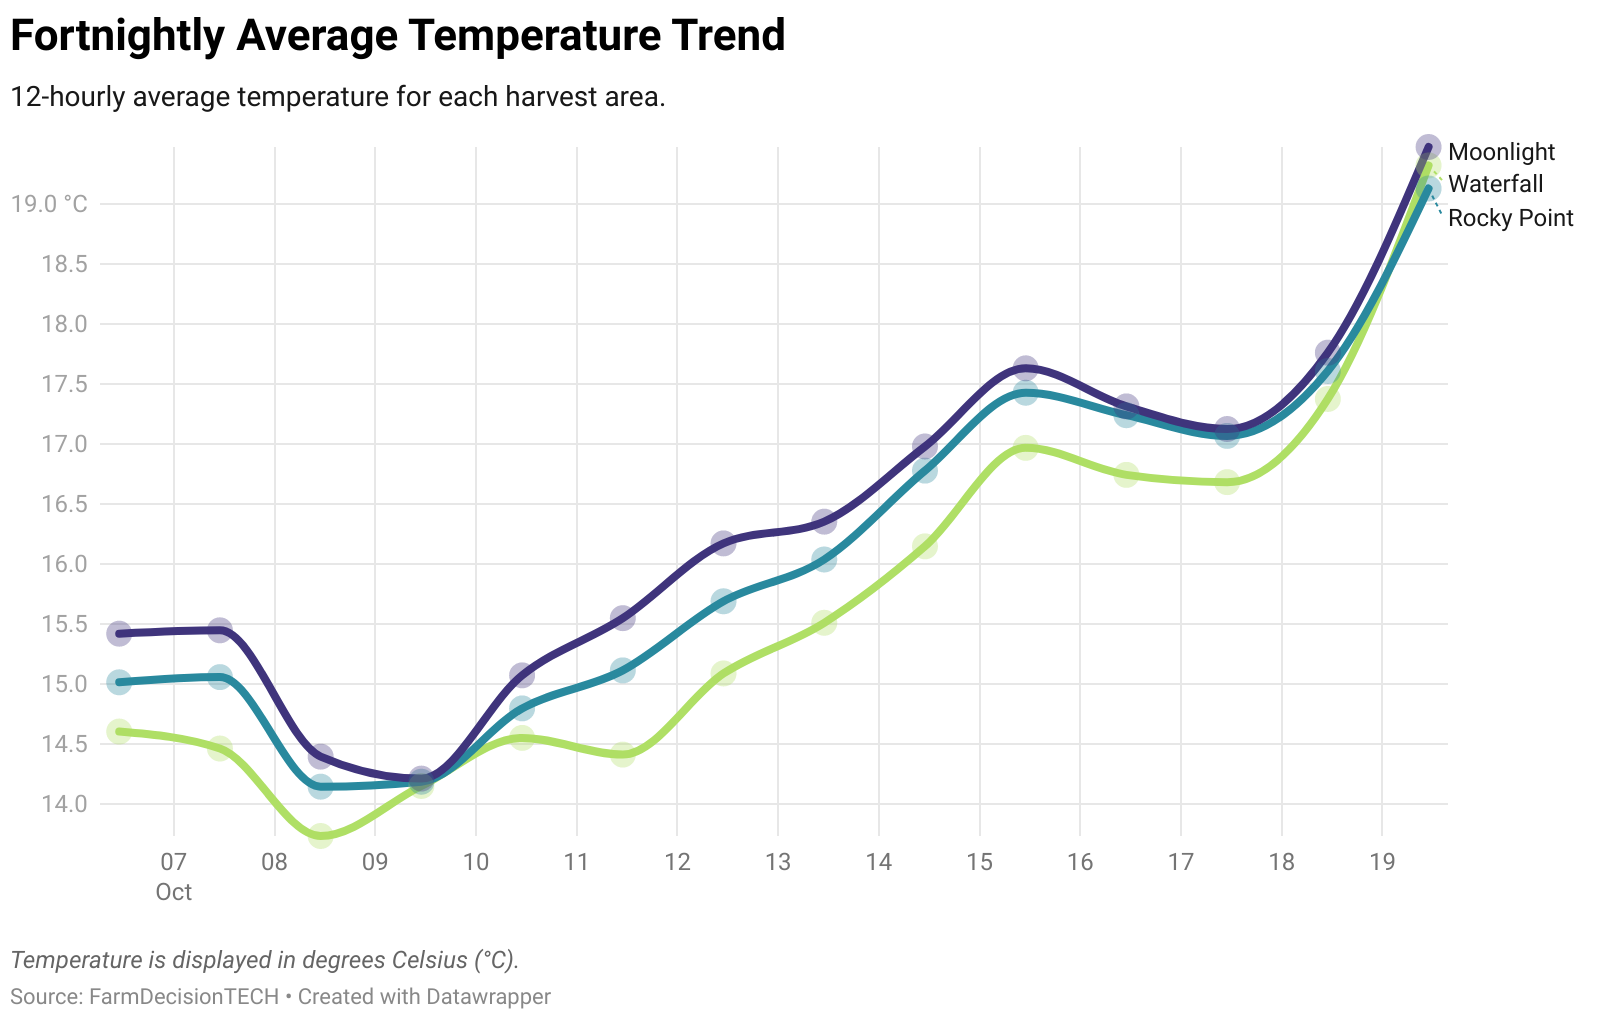 Fortnightly Average Temperature Trend
12-hourly average temperature for each harvest area.
Moonlight
Waterfall
Rocky Point
19.0 °C
18.5
18.0
17.5
17.0
16.5
16.0
15.5
15.0
14.5
14.0
07 08 09 10 11 12 13 14 15 16 17 18 19
Oct
Temperature is displayed in degrees Celsius (°C).
Source: FarmDecisionTECH • Created with Datawrapper